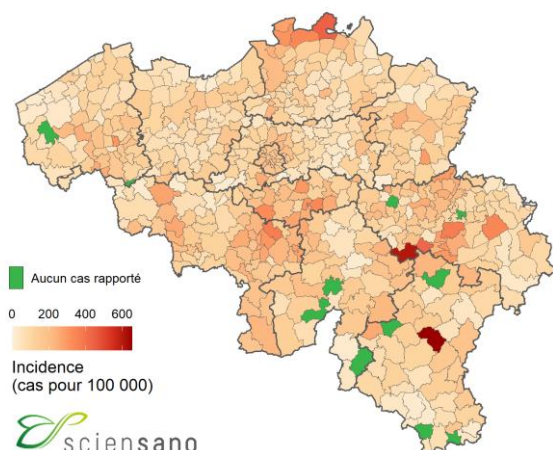 Aucun cas rapporté
0 200 400 600
Incidence
(cas pour 100 000)
sciensano